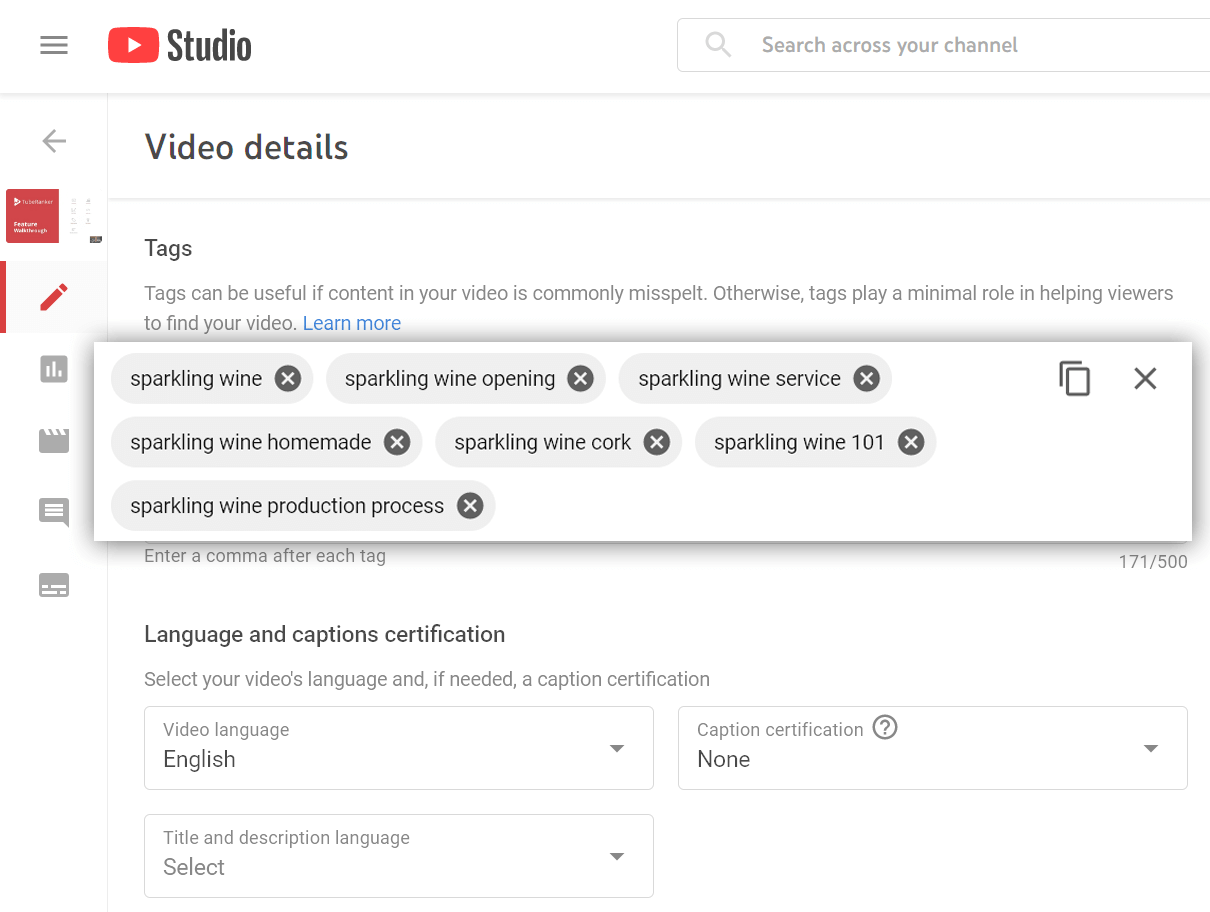 Studio
Search across your channel
Video details
TubeRanker
Feature
Walkthrough
Tags
Tags can be useful if content in your video is commonly misspelt. Otherwise, tags play a minimal role in helping viewers
to find your video. Learn more
sparkling wine sparkling wine opening sparkling wine service
sparkling wine homemade sparkling wine cork sparkling wine 101
sparkling wine production process
Enter a comma after each tag
171/500
Language and captions certification
Select your video's language and, if needed, a caption certification
Video language
English
Caption certification ?
None
Title and description language
Select